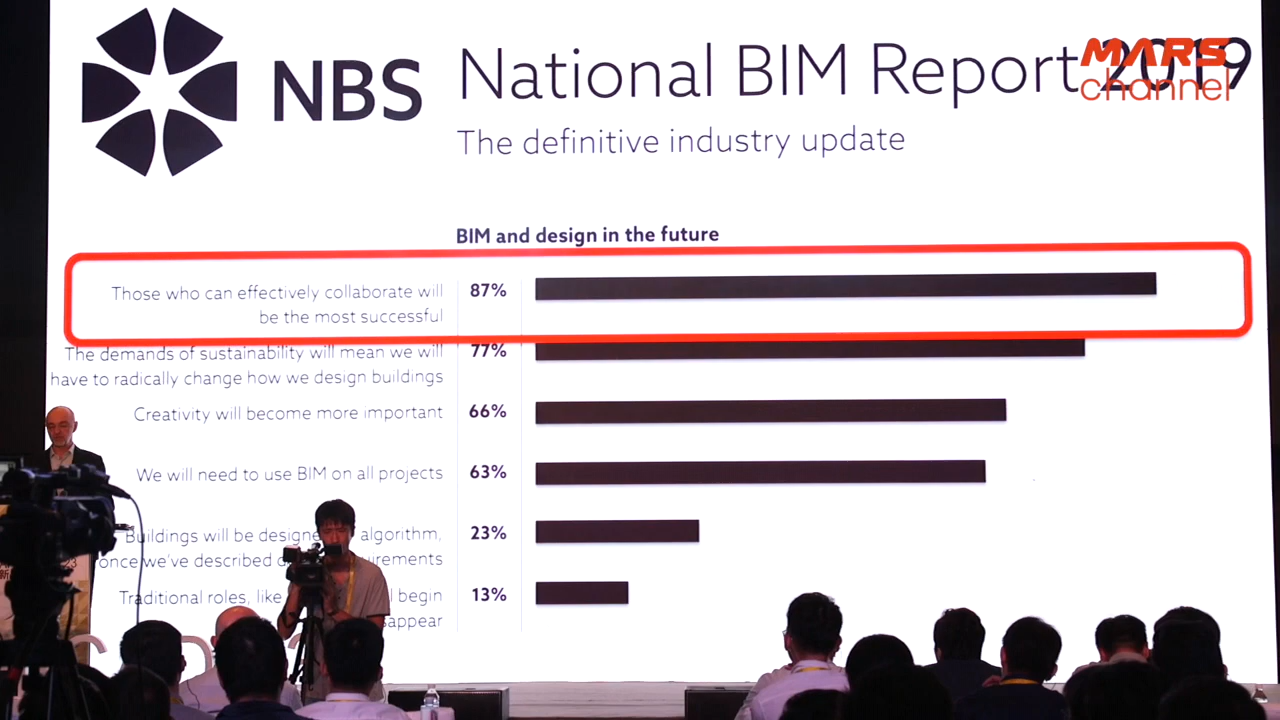 NBS
National BIM Report 2019
MARS
channel
The definitive industry update
BIM and design in the future
Those who can effectively collaborate will
be the most successful
87%
The demands of sustainability will mean we will
have to radically change how we design buildings
77%
Creativity will become more important
66%
We will need to use BIM on all projects
63%
Buildings will be designe algorithm,
once we've described
23%
Traditional roles, like begin
13%